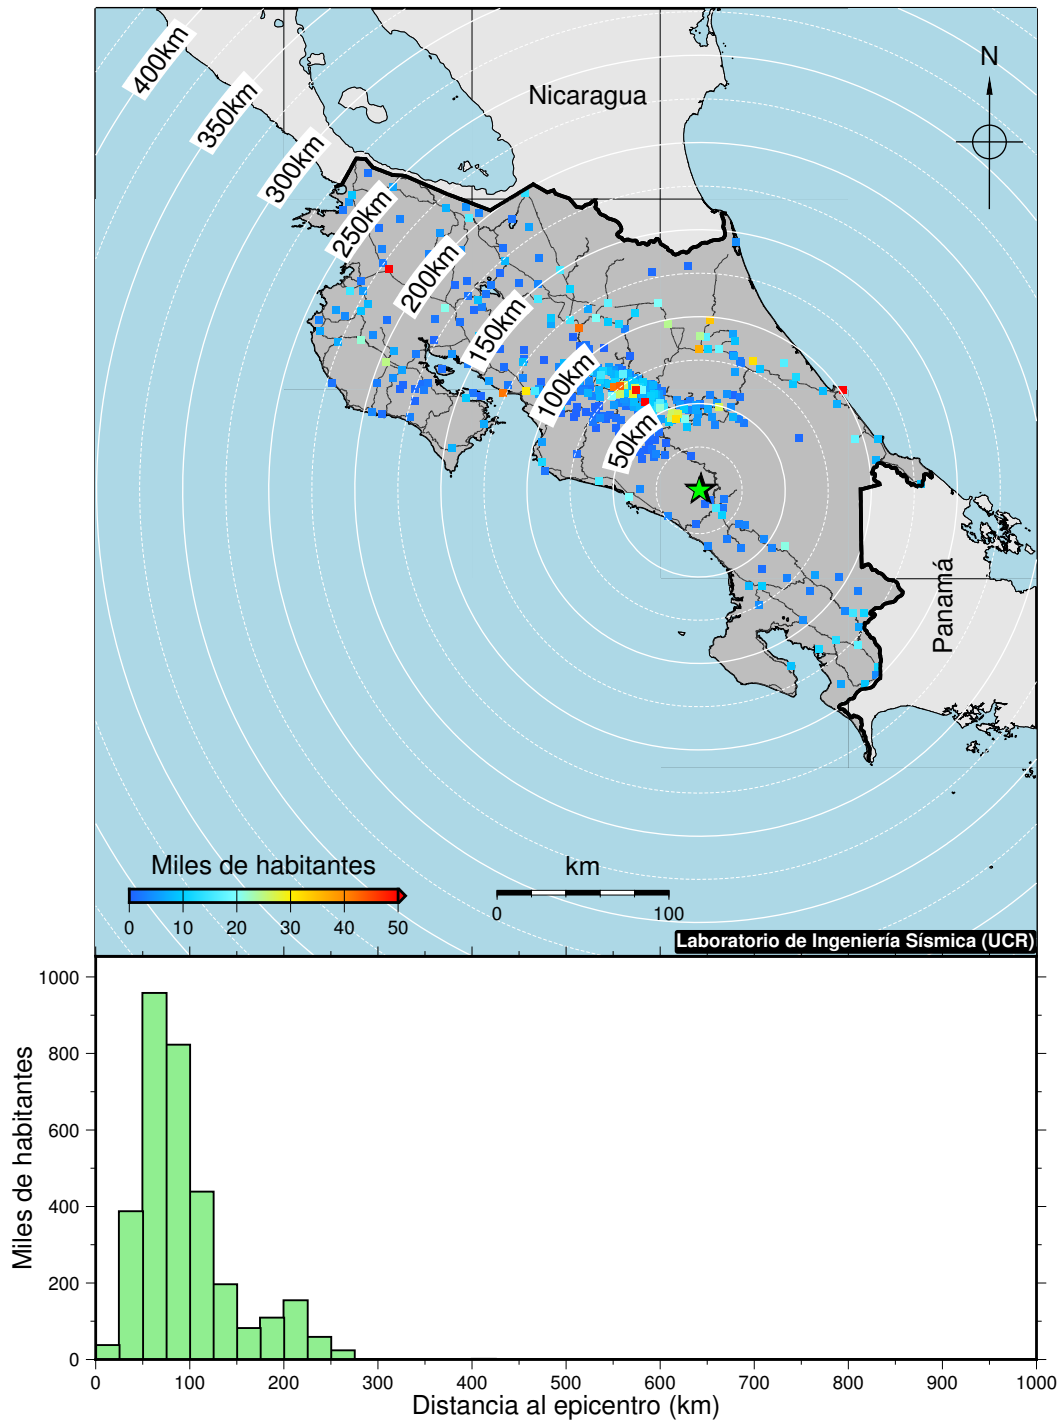 400km
350km
300km
250km
200km
150km
100km
50km
Nicaragua
N
Panamá
Miles de habitantes
0 10 20 30 40 50
km
0 100
Laboratorio de Ingeniería Sísmica (UCR)
Miles de habitantes
1000
800
600
400
200
0
0 100 200 300 400 500 600 700 800 900 1000
Distancia al epicentro (km)